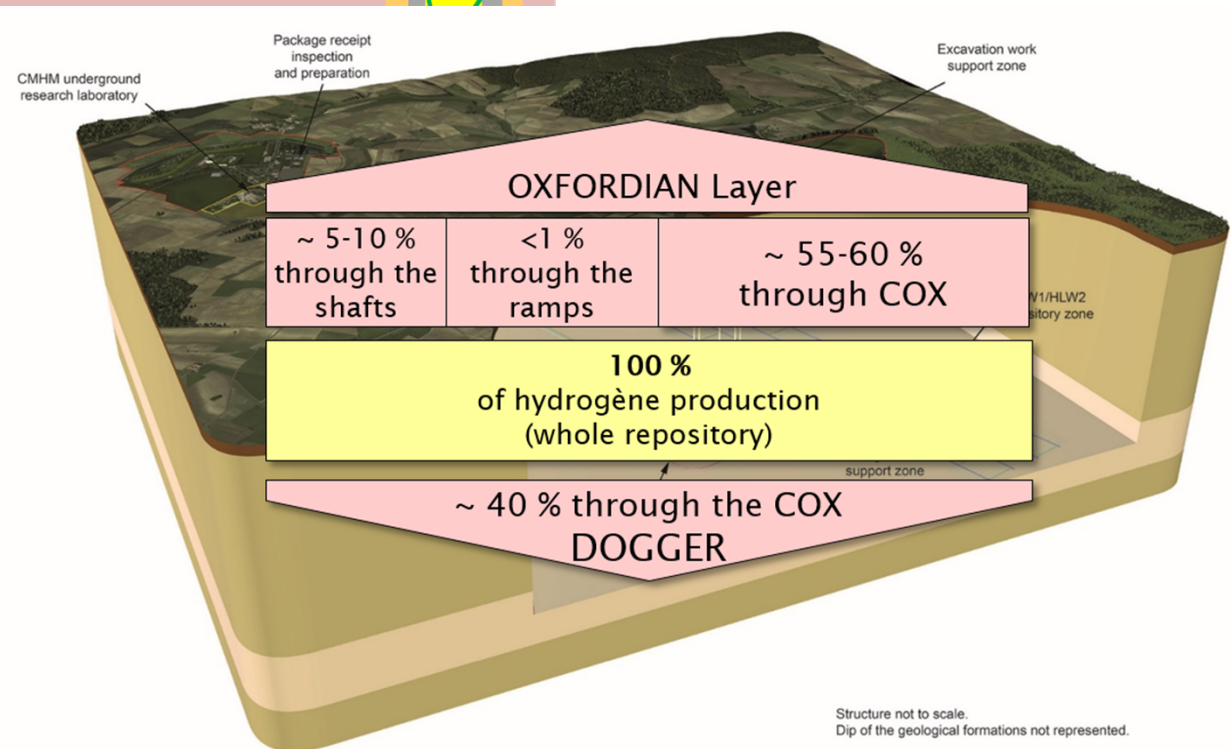 Package receipt
inspection
and preparation
CMHM underground
research laboratory
Excavation work
support zone
OXFORDIAN Layer
~ 5-10 %
through the
shafts
<1 %
through the
ramps
~ 55-60 %
through COX
/HLW2
zone
100 %
of hydrogène production
(whole repository)
support zone
~ 40 % through the COX
DOGGER
Structure not to scale.
Dip of the geological formations not represented.